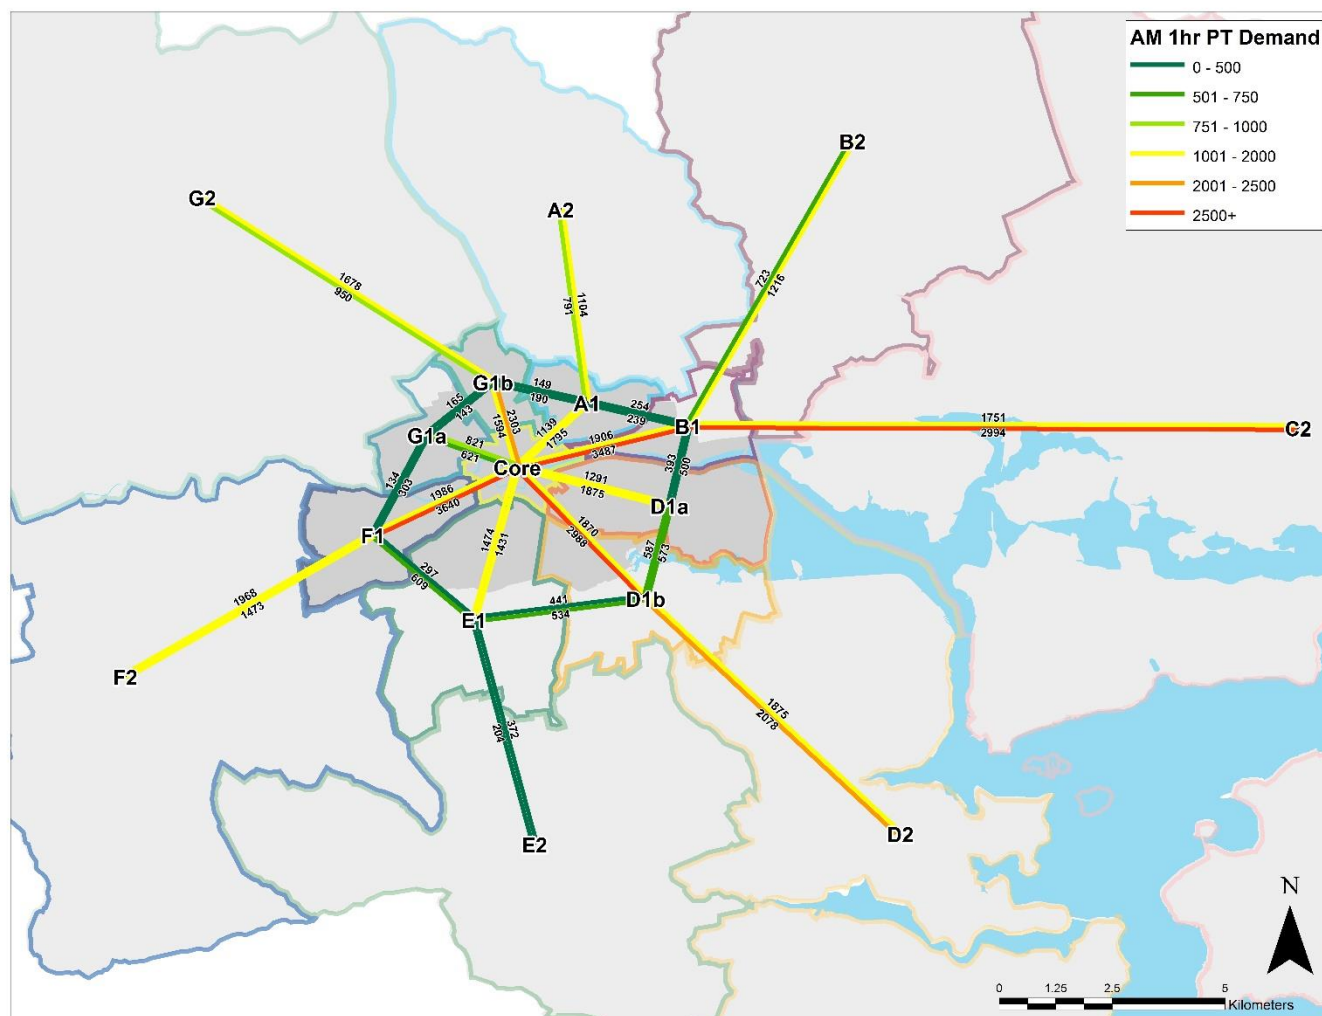 AM 1hr PT Demand
0 - 500
501 - 750
751 - 1000
1001 - 2000
2001 - 2500
2500+
B2
G2
A2
723
1216
1678
950
1104
791
G1b
149
190
A1
254
239
B1
1751
2994
C2
165
143
G1a
821
621
2303
1594
1139
1795
1906
3487
Core
393
500
134
303
1986
3640
1291
1875
D1a
F1
1474
1431
1870
2988
587
573
297
609
441
534
D1b
E1
1968
1473
F2
372
204
1875
2078
D2
E2
N
0 1.25 2.5 5
Kilometers